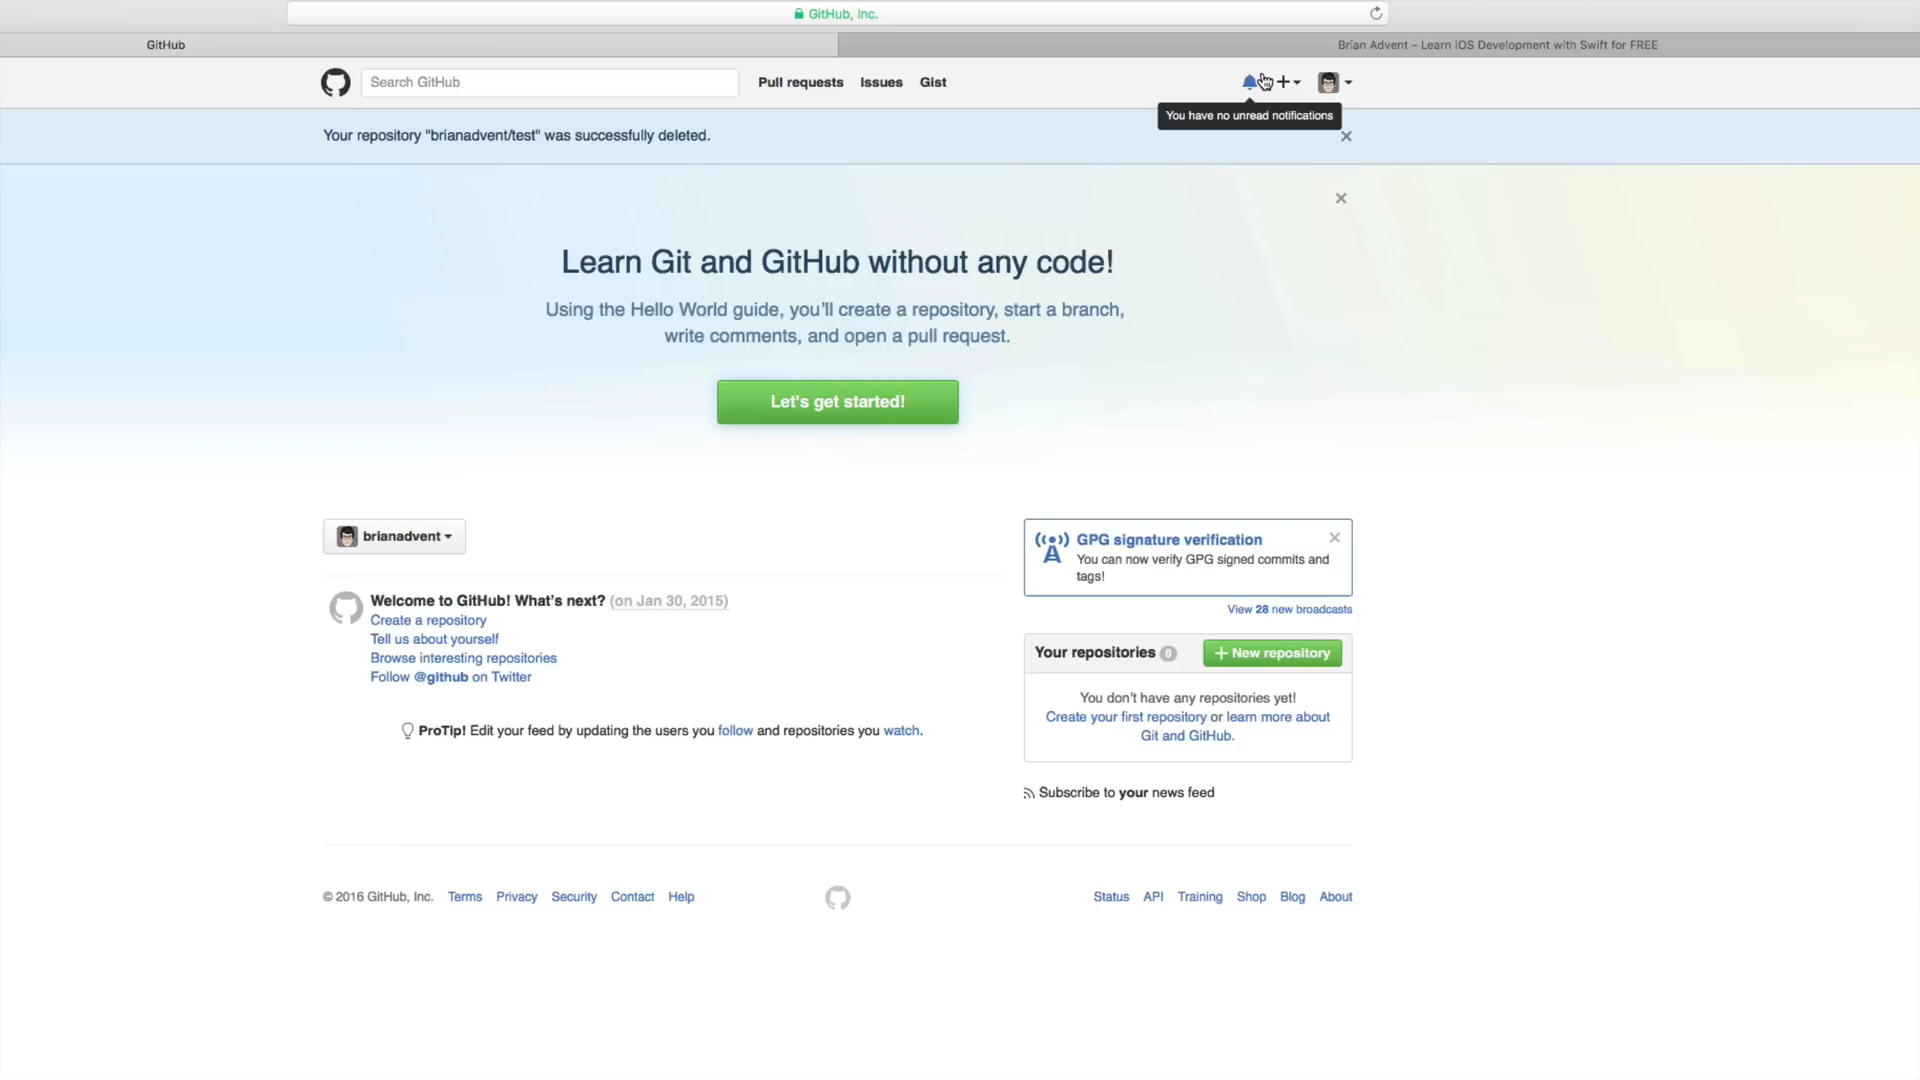 GitHub, Inc.
GitHub
Brian Advent – Learn iOS Development with Swift for FREE
Search GitHub
Pull requests Issues Gist
You have no unread notifications
Your repository "brianadvent/test" was successfully deleted.
Learn Git and GitHub without any code!
Using the Hello World guide, you'll create a repository, start a branch,
write comments, and open a pull request.
Let's get started!
brianadvent
GPG signature verification
You can now verify GPG signed commits and
tags!
View 28 new broadcasts
Welcome to GitHub! What's next? (on Jan 30, 2015)
Create a repository
Tell us about yourself
Browse interesting repositories
Follow @github on Twitter
ProTip! Edit your feed by updating the users you follow and repositories you watch.
Your repositories 0
+ New repository
You don't have any repositories yet!
Create your first repository or learn more about
Git and GitHub.
Subscribe to your news feed
© 2016 GitHub, Inc. Terms Privacy Security Contact Help
Status API Training Shop Blog About